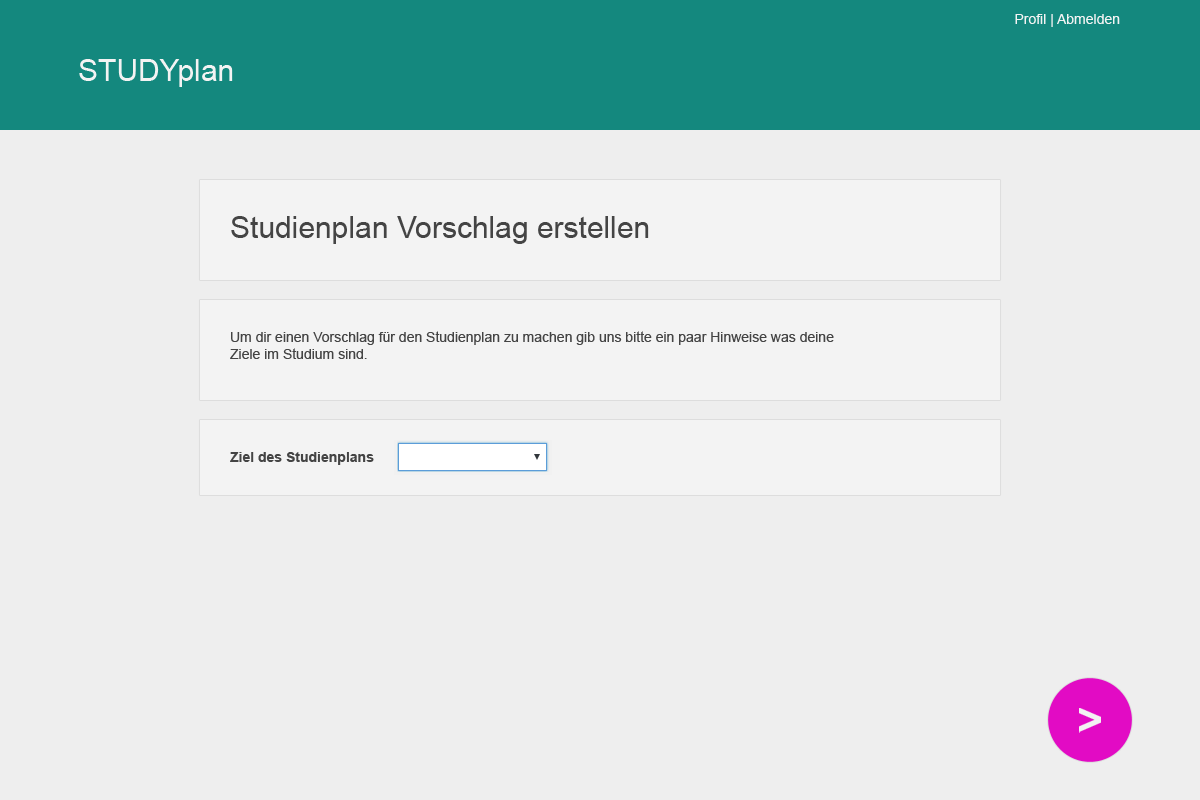 Profil | Abmelden
STUDYplan
Studienplan Vorschlag erstellen
Um dir einen Vorschlag für den Studienplan zu machen gib uns bitte ein paar Hinweise was deine
Ziele im Studium sind.
Ziel des Studienplans
>